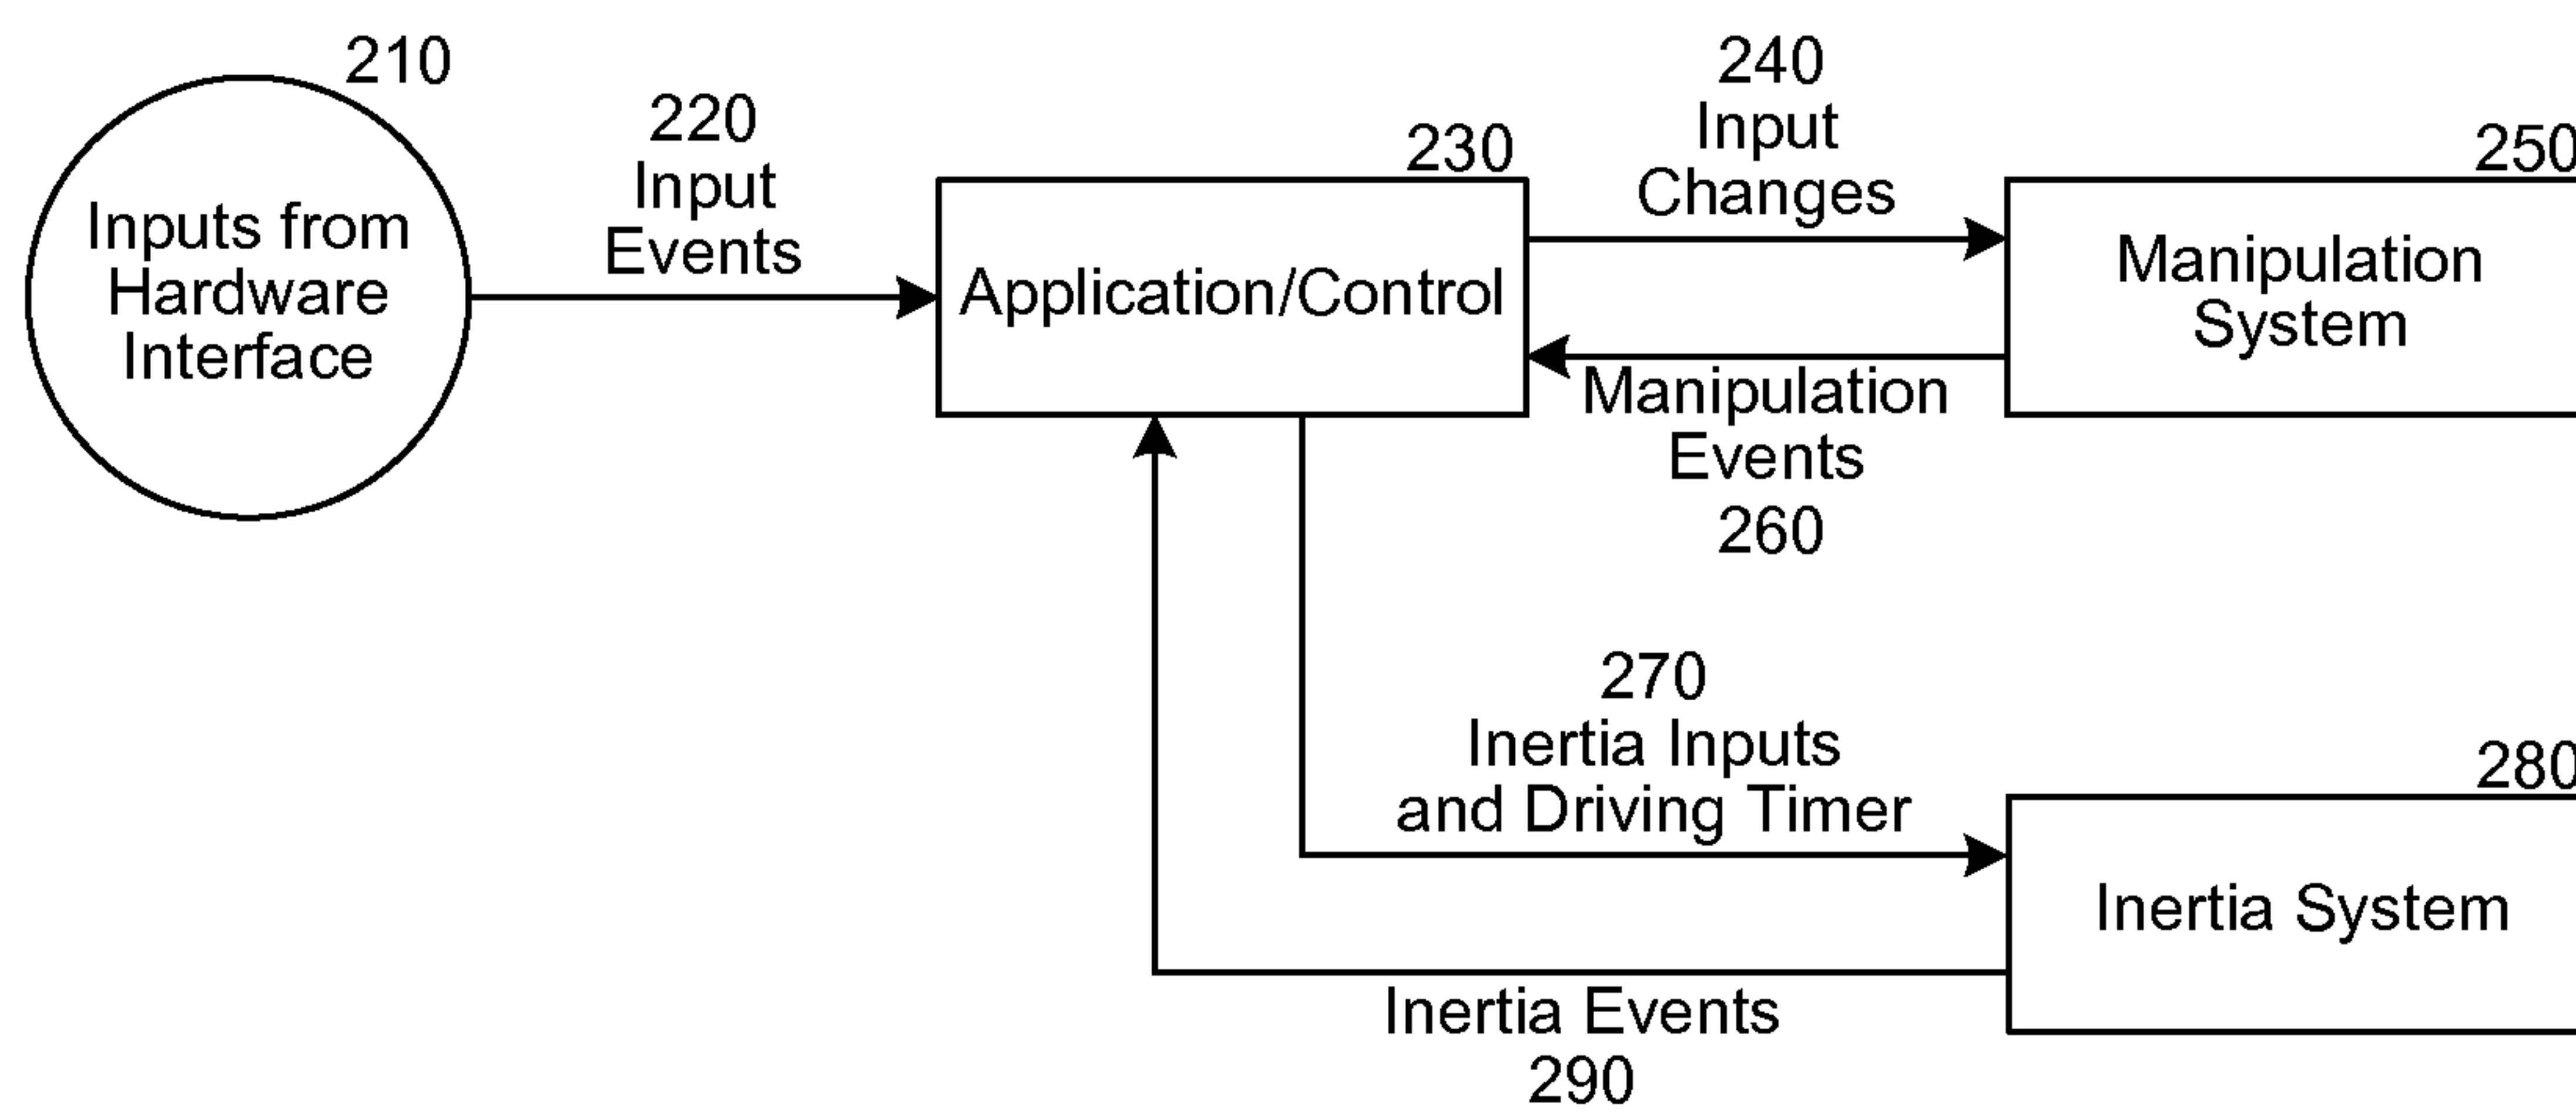 210
Inputs from
Hardware
Interface
220
Input
Events
230
Application/Control
240
Input
Changes
250
Manipulation
System
Manipulation
Events
260
270
Inertia Inputs
and Driving Timer
280
Inertia System
Inertia Events
290